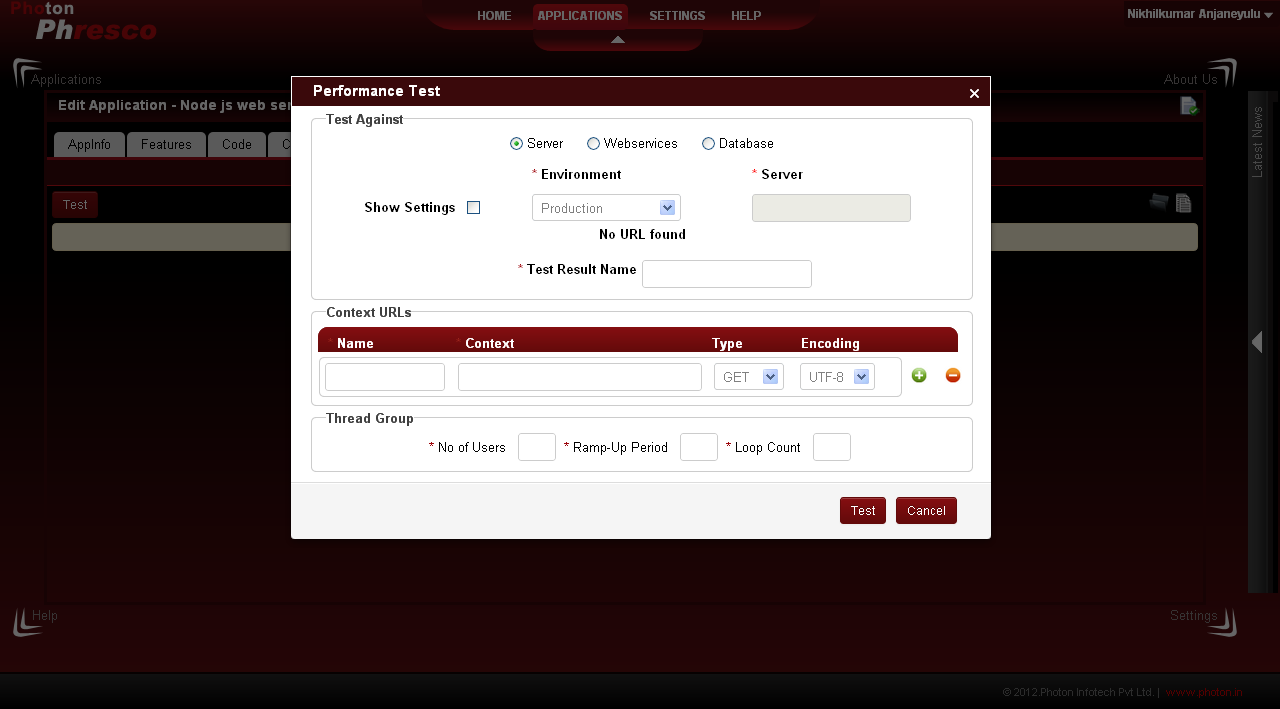 Photon
Phresco
HOME APPLICATIONS SETTINGS HELP
Nikhilkumar Anjaneyulu
Applications
About Us
Performance Test
Edit Application - Node js web ser
Test Against
AppInfo Features Code C
Server Webservices Database
Latest News
* Environment * Server
Test
Show Settings Production
No URL found
* Test Result Name
Context URLs
* Name * Context Type Encoding
GET UTF-8
Thread Group
* No of Users * Ramp-Up Period * Loop Count
Test Cancel
Help
Settings
© 2012.Photon Infotech Pvt Ltd. | www.photon.in